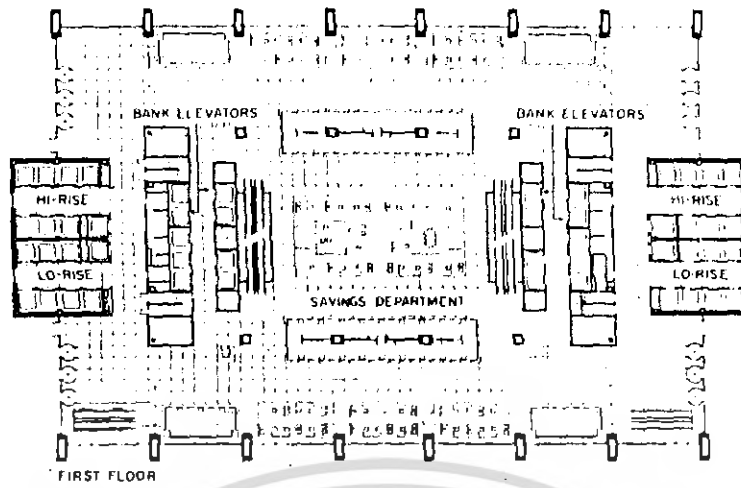 BANK ELEVATORS
BANK ELEVATORS
HI-RISE
HI-RISE
LO-RISE
LO-RISE
SAVINGS DEPARTMENT
FIRST FLOOR